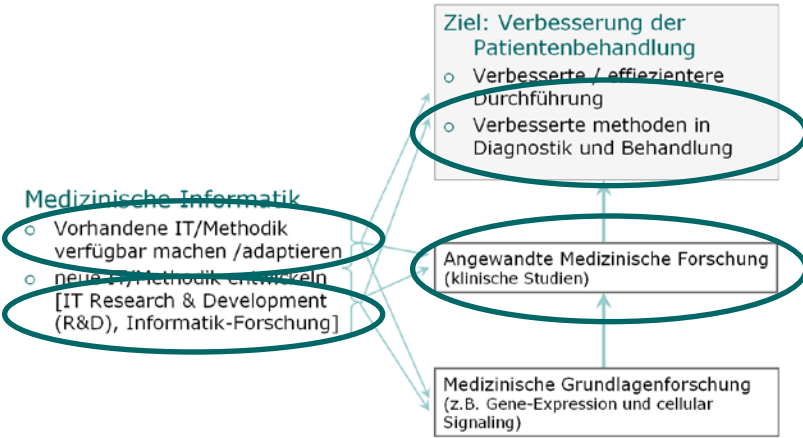 Ziel: Verbesserung der
Patientenbehandlung
o Verbesserte / effiezientere
Durchführung
o Verbesserte methoden in
Diagnostik und Behandlung
Medizinische Informatik
o Vorhandene IT/Methodik
verfügbar machen /adaptieren
o neue IT/Methodik entwickeln
[IT Research & Development
(R&D), Informatik-Forschung]
Angewandte Medizinische Forschung
(klinische Studien)
Medizinische Grundlagenforschung
(z.B. Gene-Expression und cellular
Signaling)